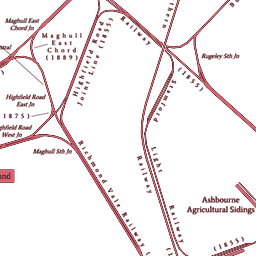 Maghull East
Chord Jn
Maghull
East
Chord
(1889)
Highfield Road
Joint Line (1855)
Railway
(1855)
Rugeley Sth Jn
Highfield Road
East Jn
1875)
Road
West Jn
Maghull Sth Jn
Richmond Vale Railway
Light
Railway
Railway
Ashbourne
Agricultural Sidings
(1855)